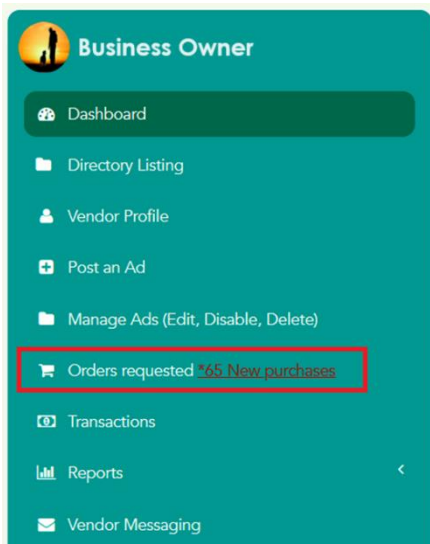 Business Owner
Dashboard
Directory Listing
Vendor Profile
Post an Ad
Manage Ads (Edit, Disable, Delete)
Orders requested *65 New purchases
Transactions
Reports
Vendor Messaging